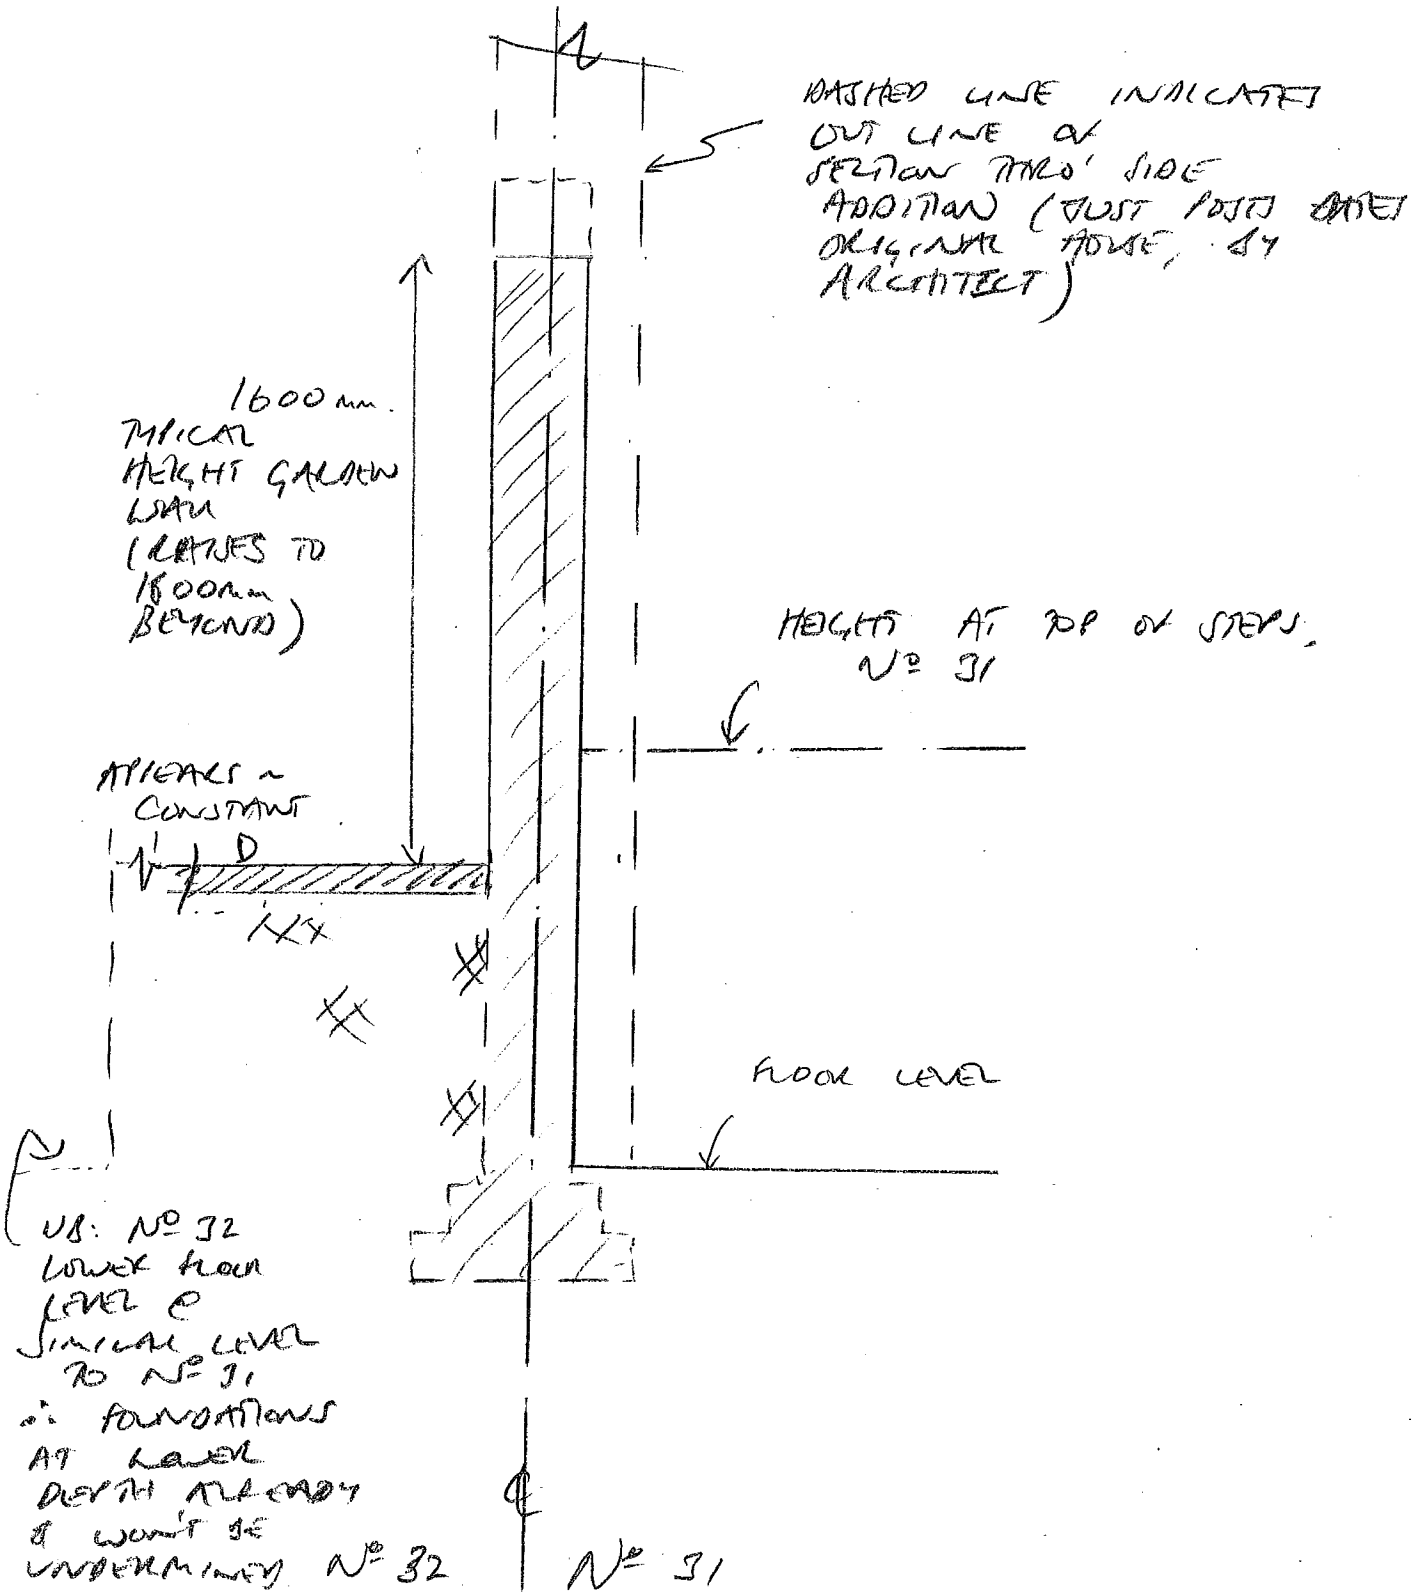 DASHED LINE INDICATES
OUT LINE OF
SECTION THRO' SIDE
ADDITION (JUST POSTS DATES
ORIGINAL HOUSE, BY
ARCHITECT)
1600mm.
TYPICAL
HEIGHT GARDEN
WALL
(RAISES TO
1800mm
BEYOND)
HEIGHT AT TOP OF STEPS.
Nº 31
APPEARS ~
CONSTANT
D
FLOOR LEVEL
NB: Nº 32
LOWER FLOOR
LEVEL @
SIMILAR LEVEL
TO Nº 31
∴ FOUNDATIONS
AT LOWER
DEPTH ALREADY
& WON'T BE
UNDERMINED
Nº 32
Nº 31